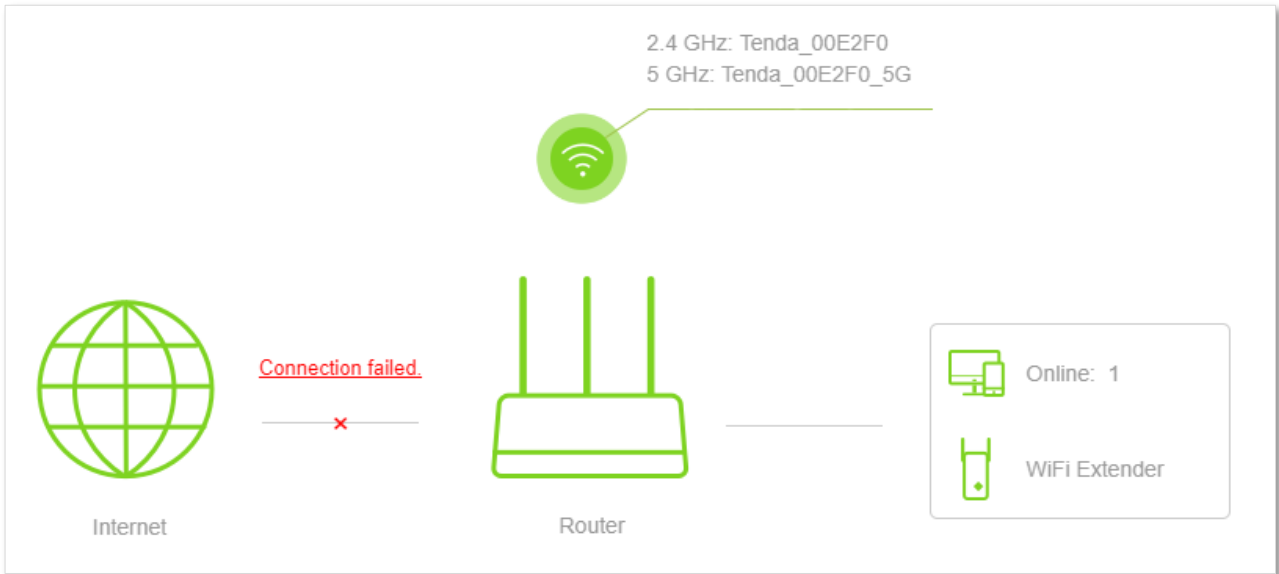 2.4 GHz: Tenda_00E2F0
5 GHz: Tenda_00E2F0_5G
Connection failed.
Online: 1
WiFi Extender
Internet
Router